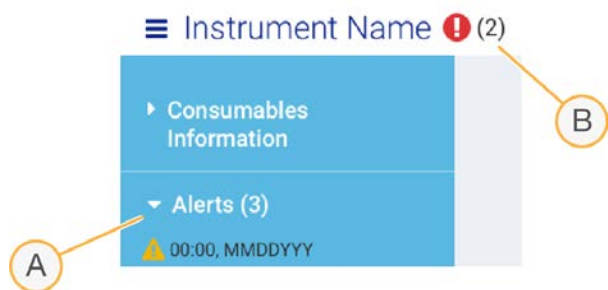 Instrument Name (2)
B
Consumables
Information
Alerts (3)
A
00:00, MMDDYYY